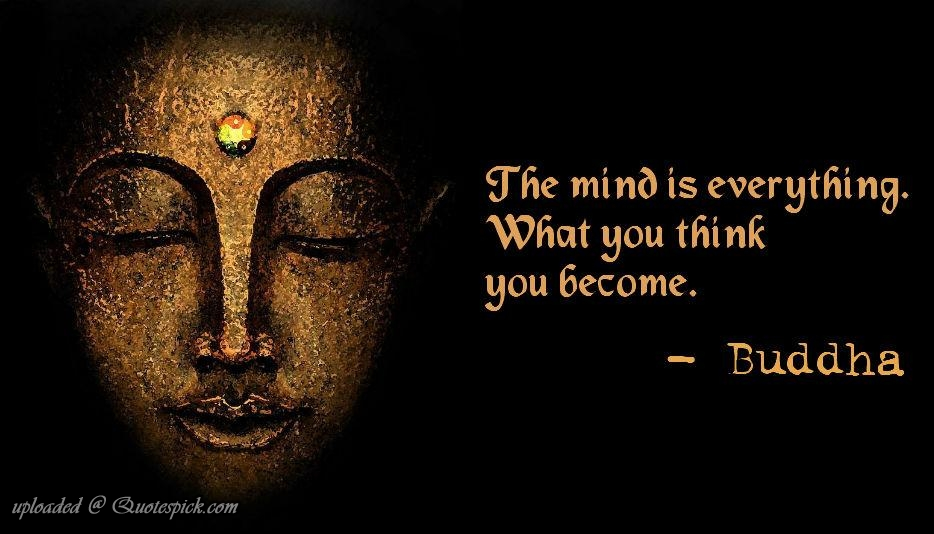 The mind is everything.
What you think
you become.
- Buddha
uploaded @ Quotespick.com